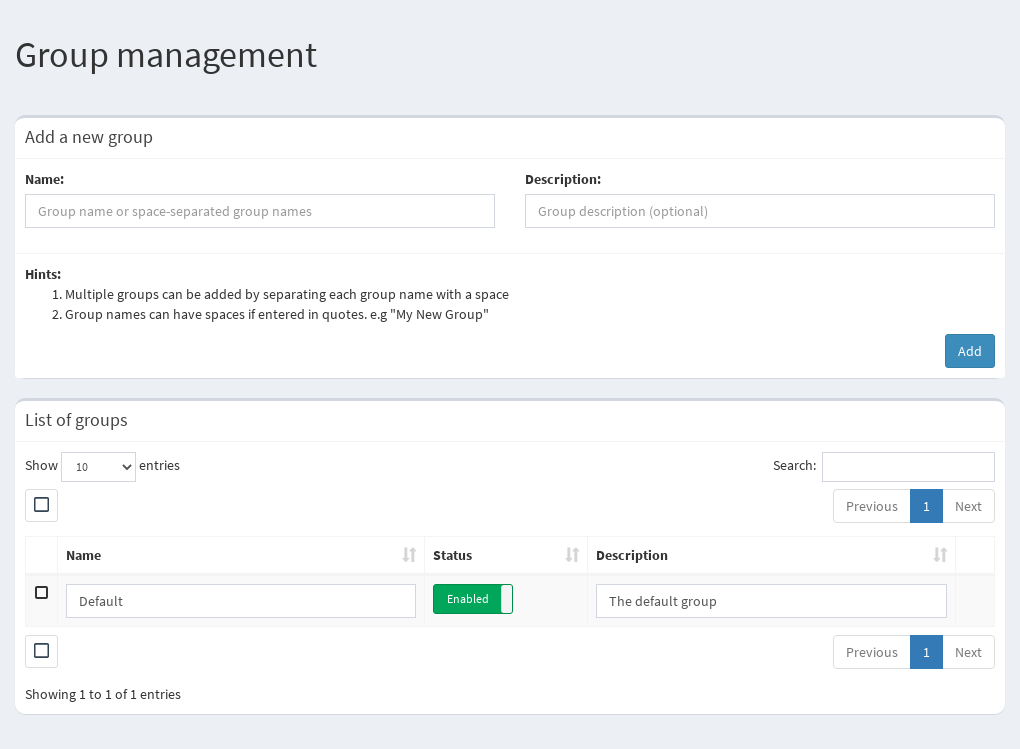 Group management
Add a new group
Name: Description:
Group name or space-separated group names Group description (optional)
Hints:
1. Multiple groups can be added by separating each group name with a space
2. Group names can have spaces if entered in quotes. e.g "My New Group"
Add
List of groups
Show 10 entries Search:
Previous 1 Next
Name Status Description
Default Enabled The default group
Previous 1 Next
Showing 1 to 1 of 1 entries